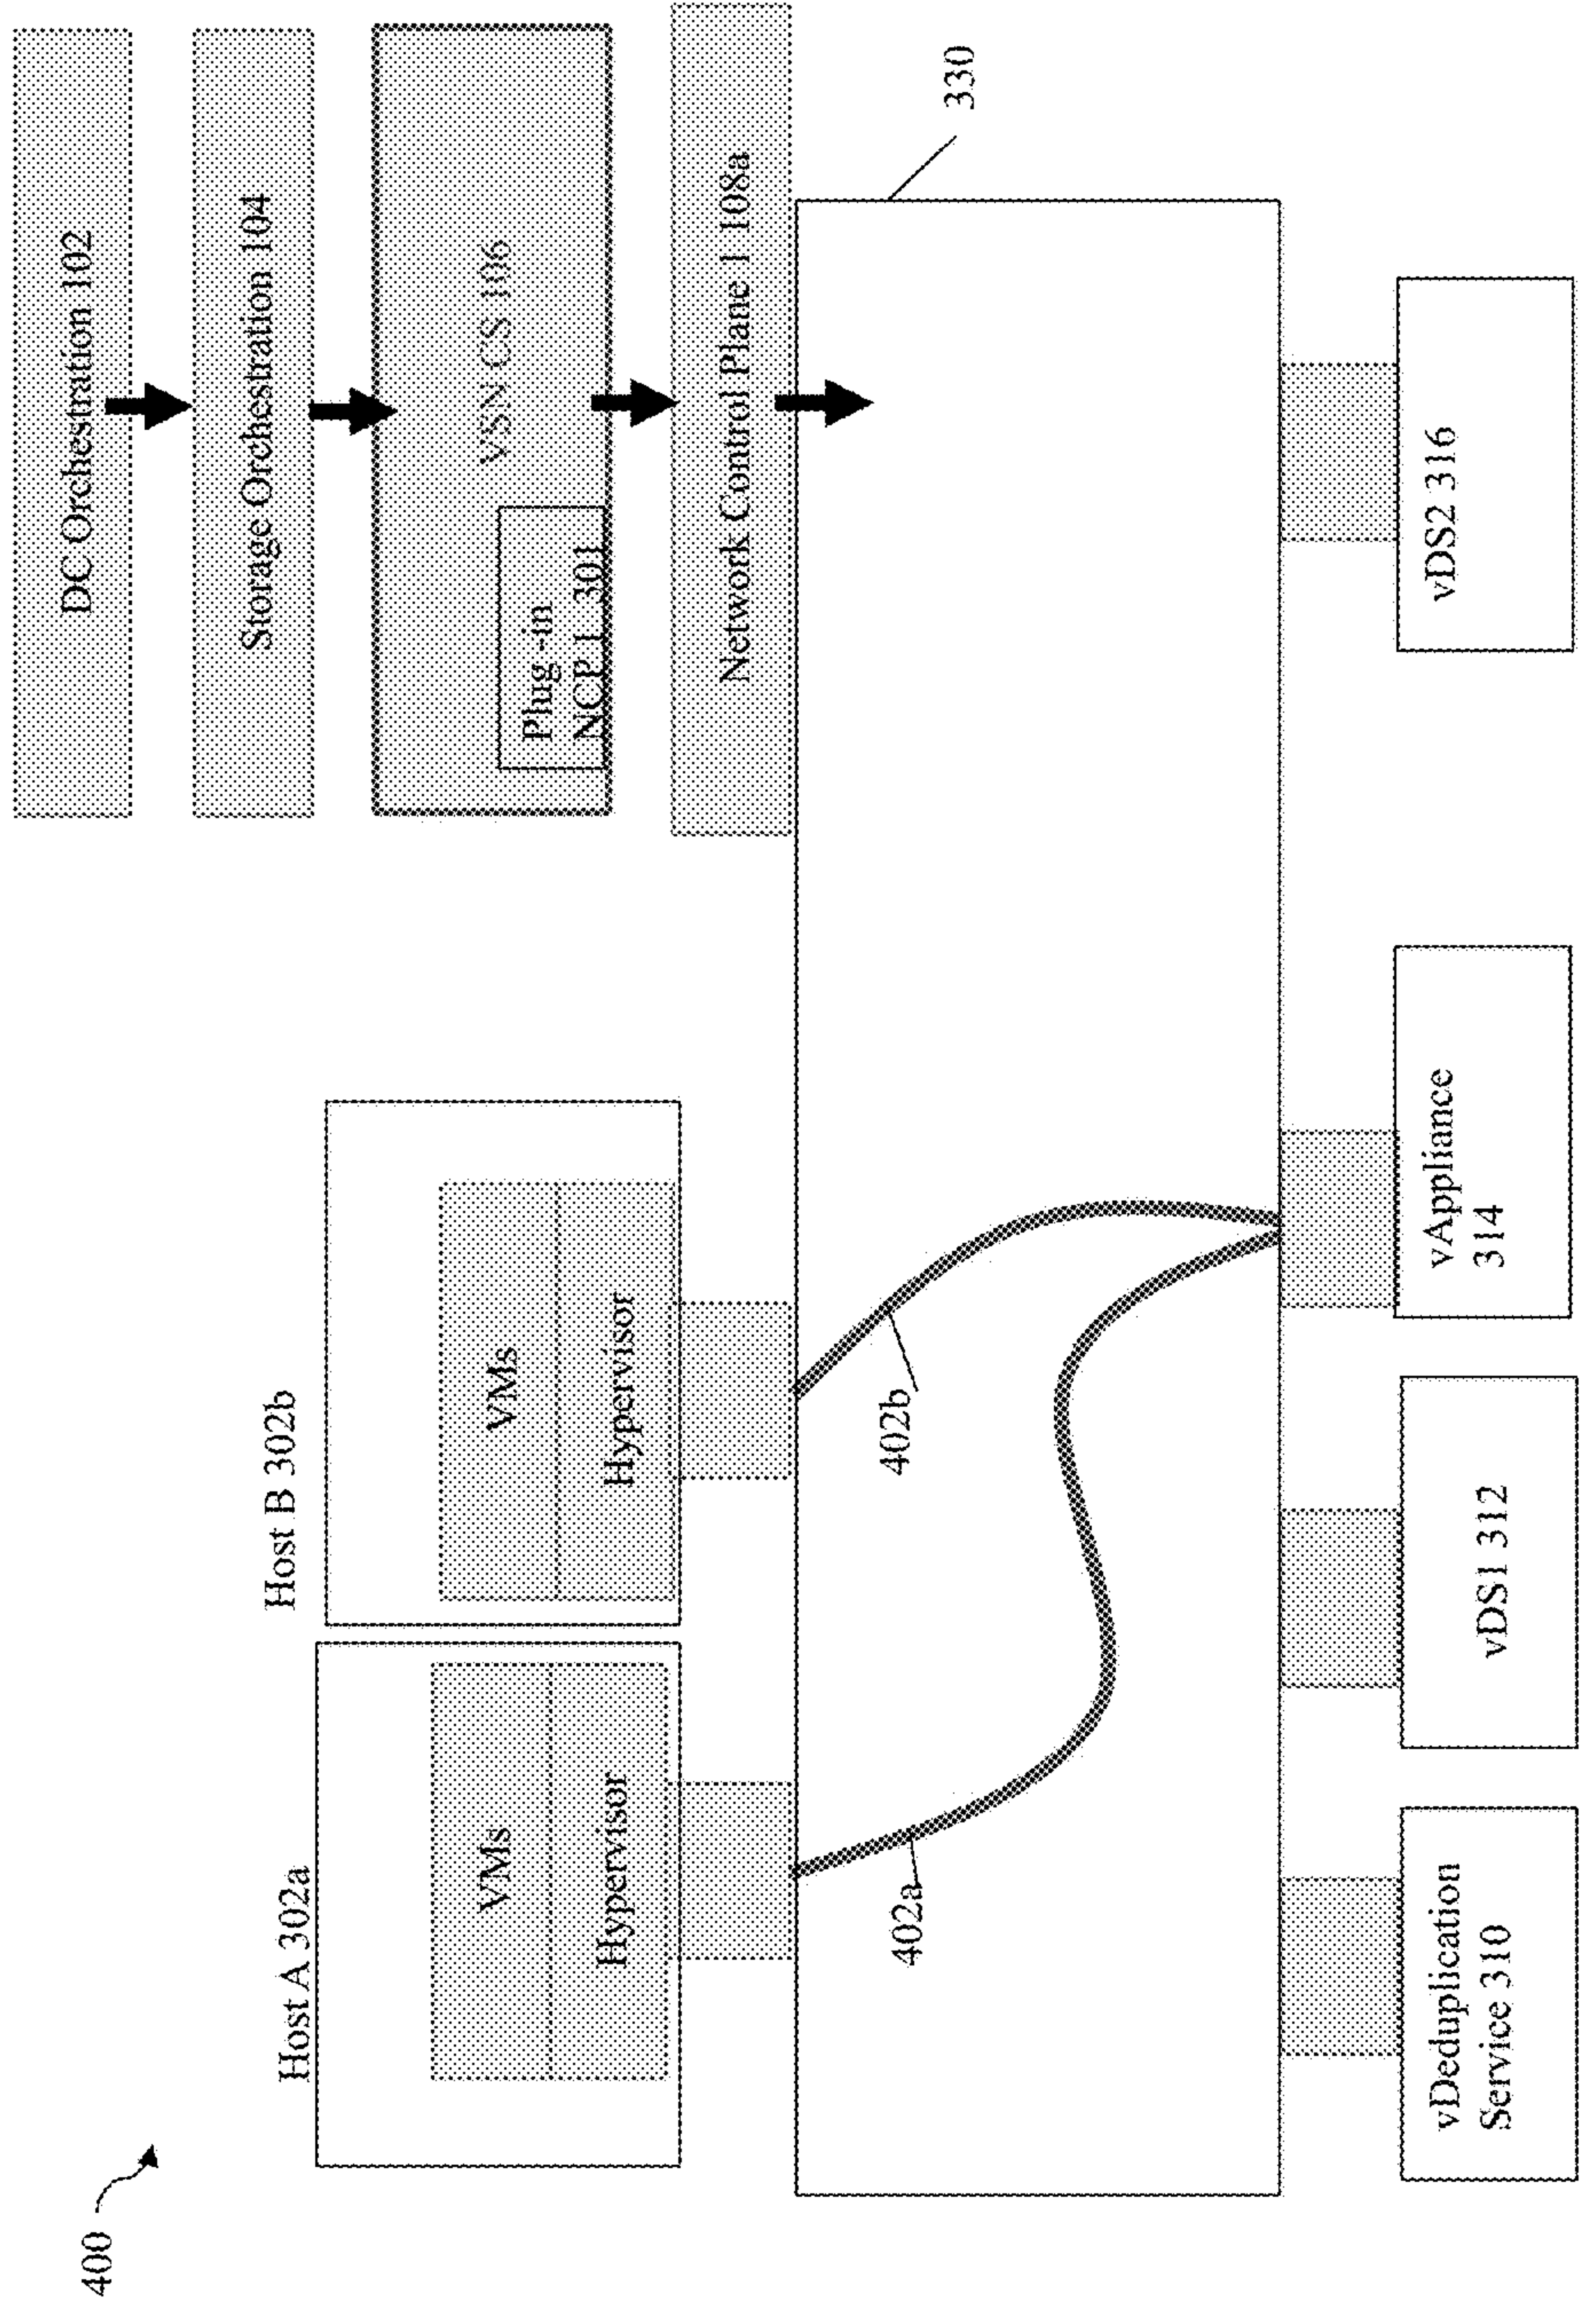 400
DC Orchestration 102
Storage Orchestration 104
VSN CS 106
Plug -in
NCP 1 301
Network Control Plane 1 108a
Host A 302a
VMs
Hypervisor
Host B 302b
VMs
Hypervisor
330
402a
402b
vDeduplication
Service 310
vDS1 312
vAppliance
314
vDS2 316